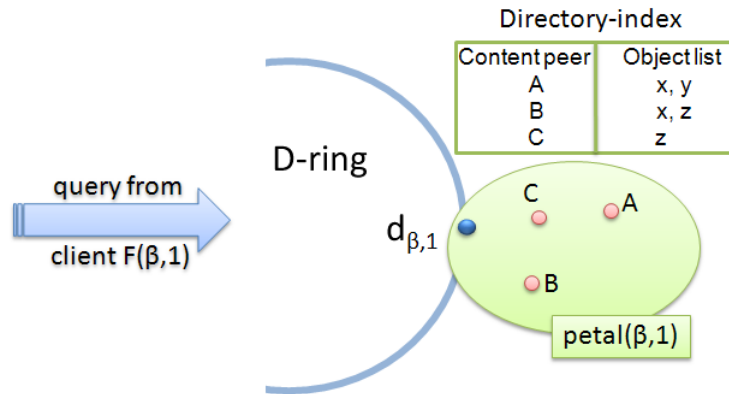 Directory-index
Content peer Object list
A x, y
B x, z
C z
D-ring
query from
client F(β,1)
dβ,1
C
A
B
petal(β,1)